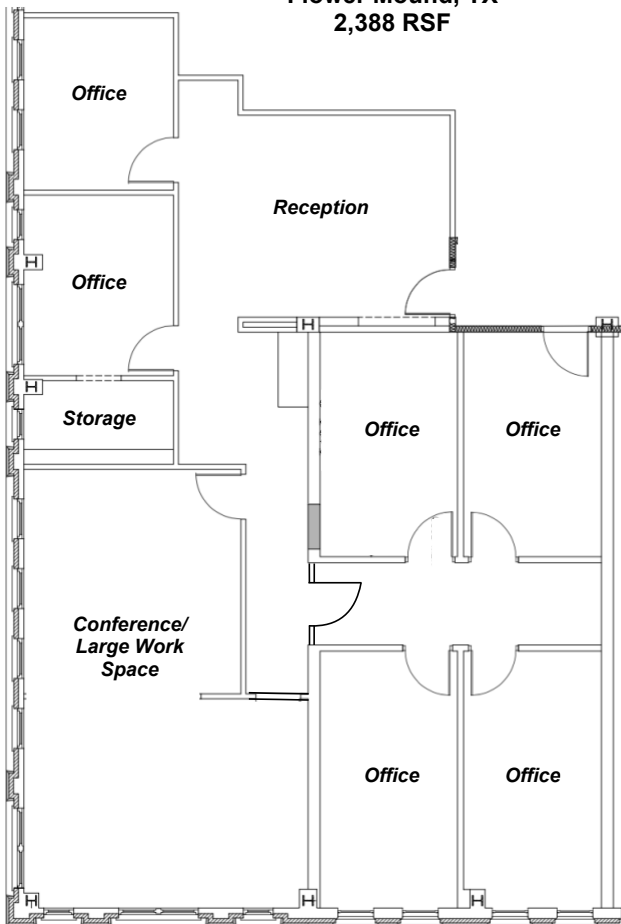 Flower Mound, TX
2,388 RSF
Office
Reception
Office
Storage
Office
Office
Conference/
Large Work
Space
Office
Office